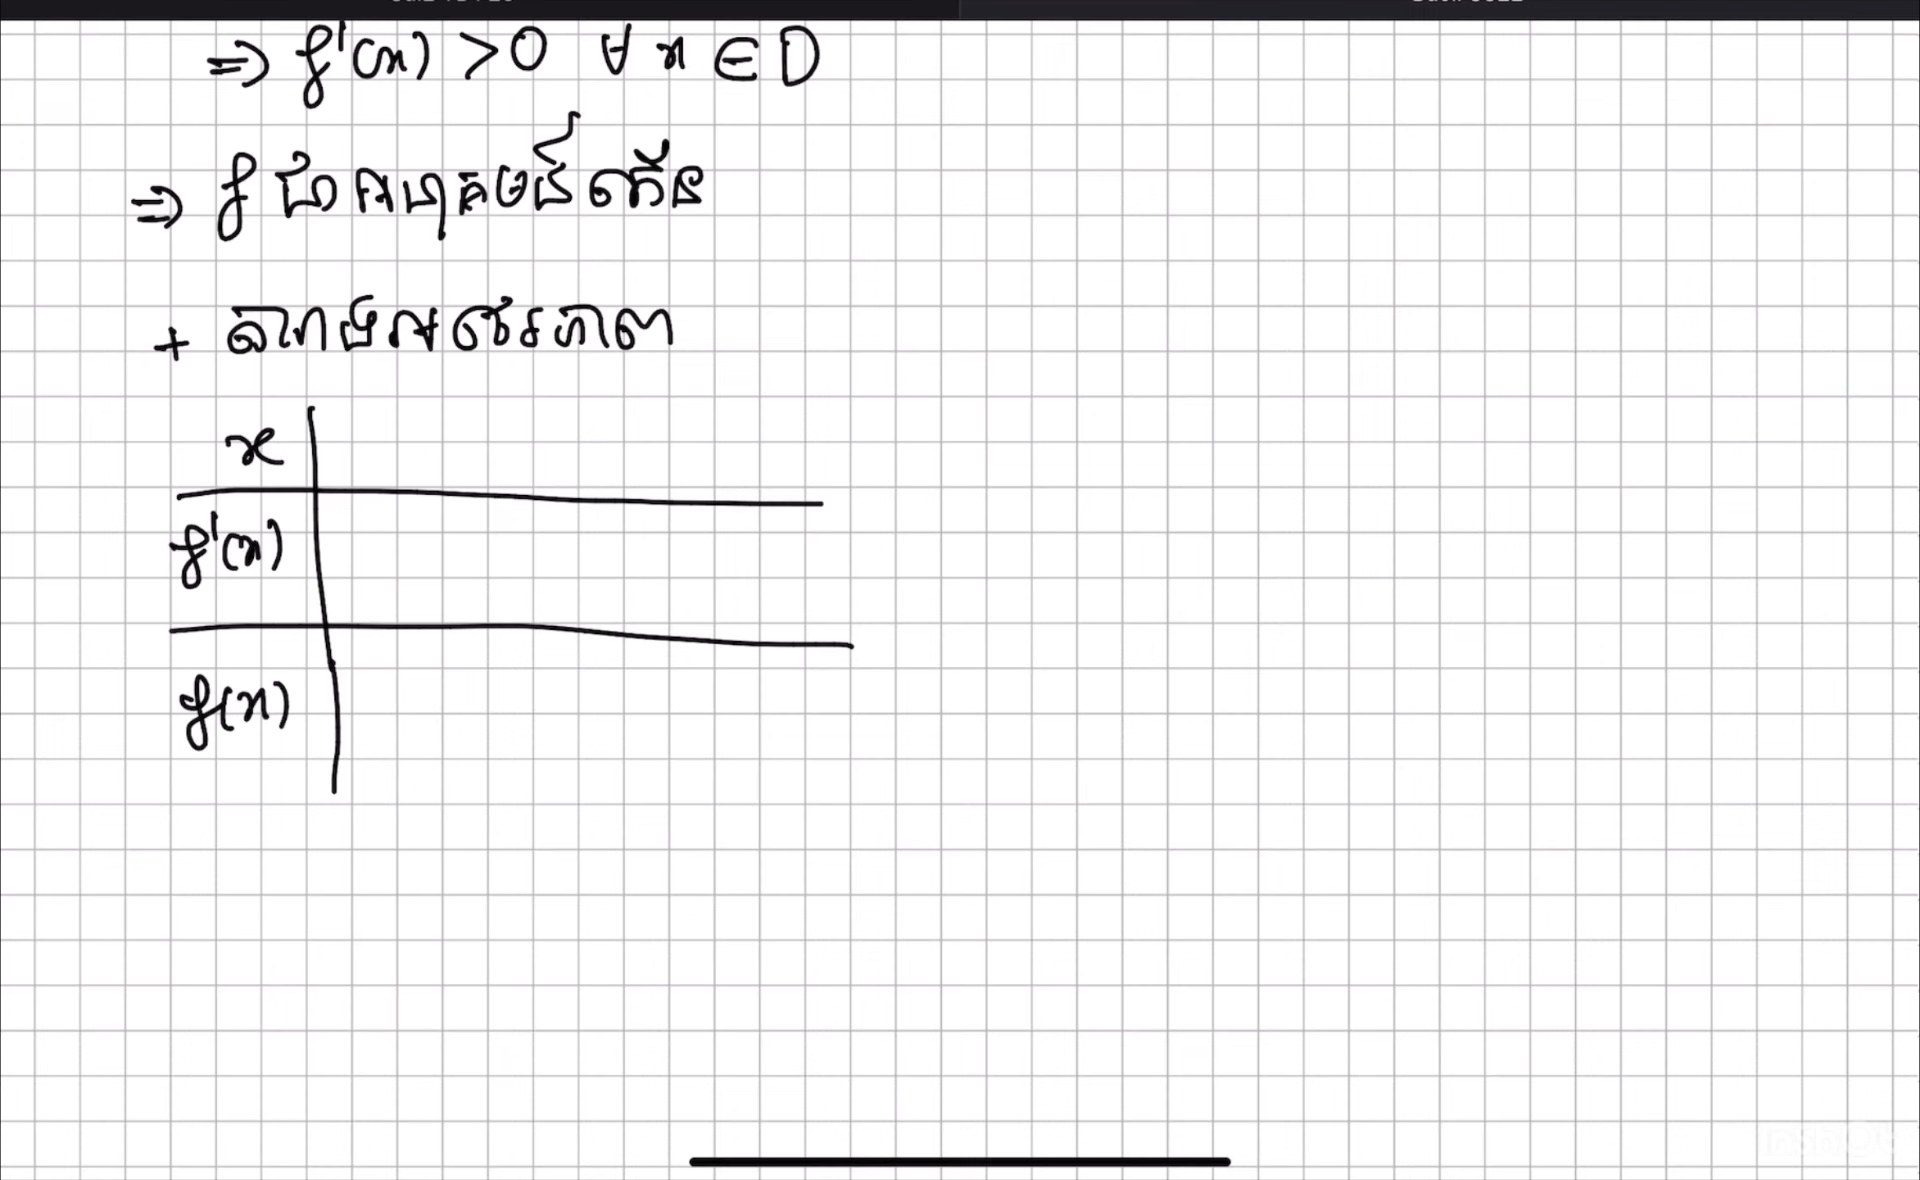 ⇒ f'(x) > 0 ∀ x ∈ D
⇒ f ជាអនុគមន៍កើន
+ តារាងអថេរភាព
x
f'(x)
f(x)